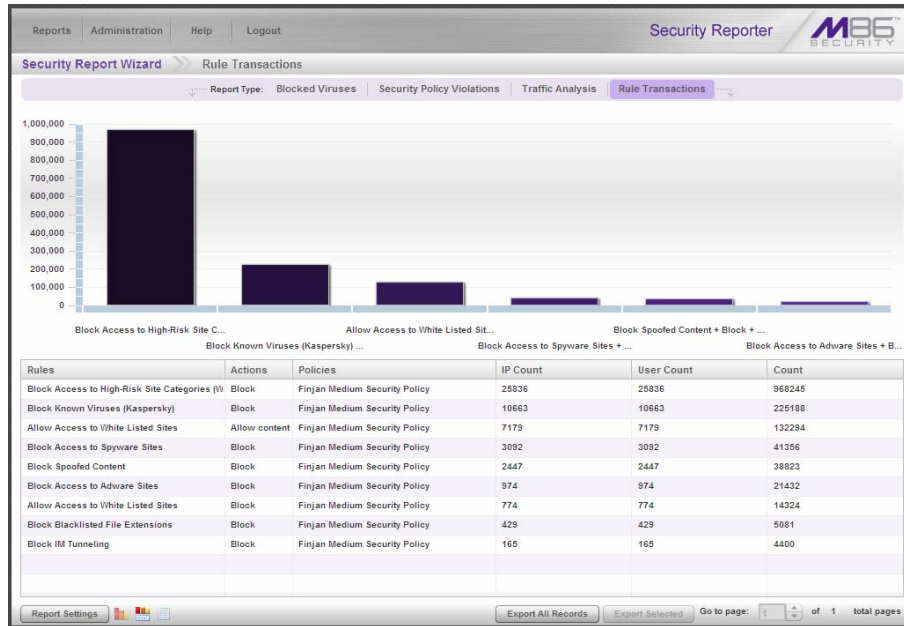 Reports Administration Help Logout Security Reporter M86 SECURITY
Security Report Wizard Rule Transactions
Report Type: Blocked Viruses Security Policy Violations Traffic Analysis Rule Transactions
1,000,000
900,000
800,000
700,000
600,000
500,000
400,000
300,000
200,000
100,000
0
Block Access to High-Risk Site C... Allow Access to White Listed Sit... Block Spoofed Content + Block + ...
Block Known Viruses (Kaspersky) ... Block Access to Spyware Sites + ... Block Access to Adware Sites + B...
Rules Actions Policies IP Count User Count Count
Block Access to High-Risk Site Categories (W Block Finjan Medium Security Policy 25836 25836 968245
Block Known Viruses (Kaspersky) Block Finjan Medium Security Policy 10663 10663 225188
Allow Access to White Listed Sites Allow content Finjan Medium Security Policy 7179 7179 132294
Block Access to Spyware Sites Block Finjan Medium Security Policy 3092 3092 41356
Block Spoofed Content Block Finjan Medium Security Policy 2447 2447 38823
Block Access to Adware Sites Block Finjan Medium Security Policy 974 974 21432
Allow Access to White Listed Sites Block Finjan Medium Security Policy 774 774 14324
Block Blacklisted File Extensions Block Finjan Medium Security Policy 429 429 5081
Block IM Tunneling Block Finjan Medium Security Policy 165 165 4400
Report Settings Export All Records Export Selected Go to page: 1 of 1 total pages